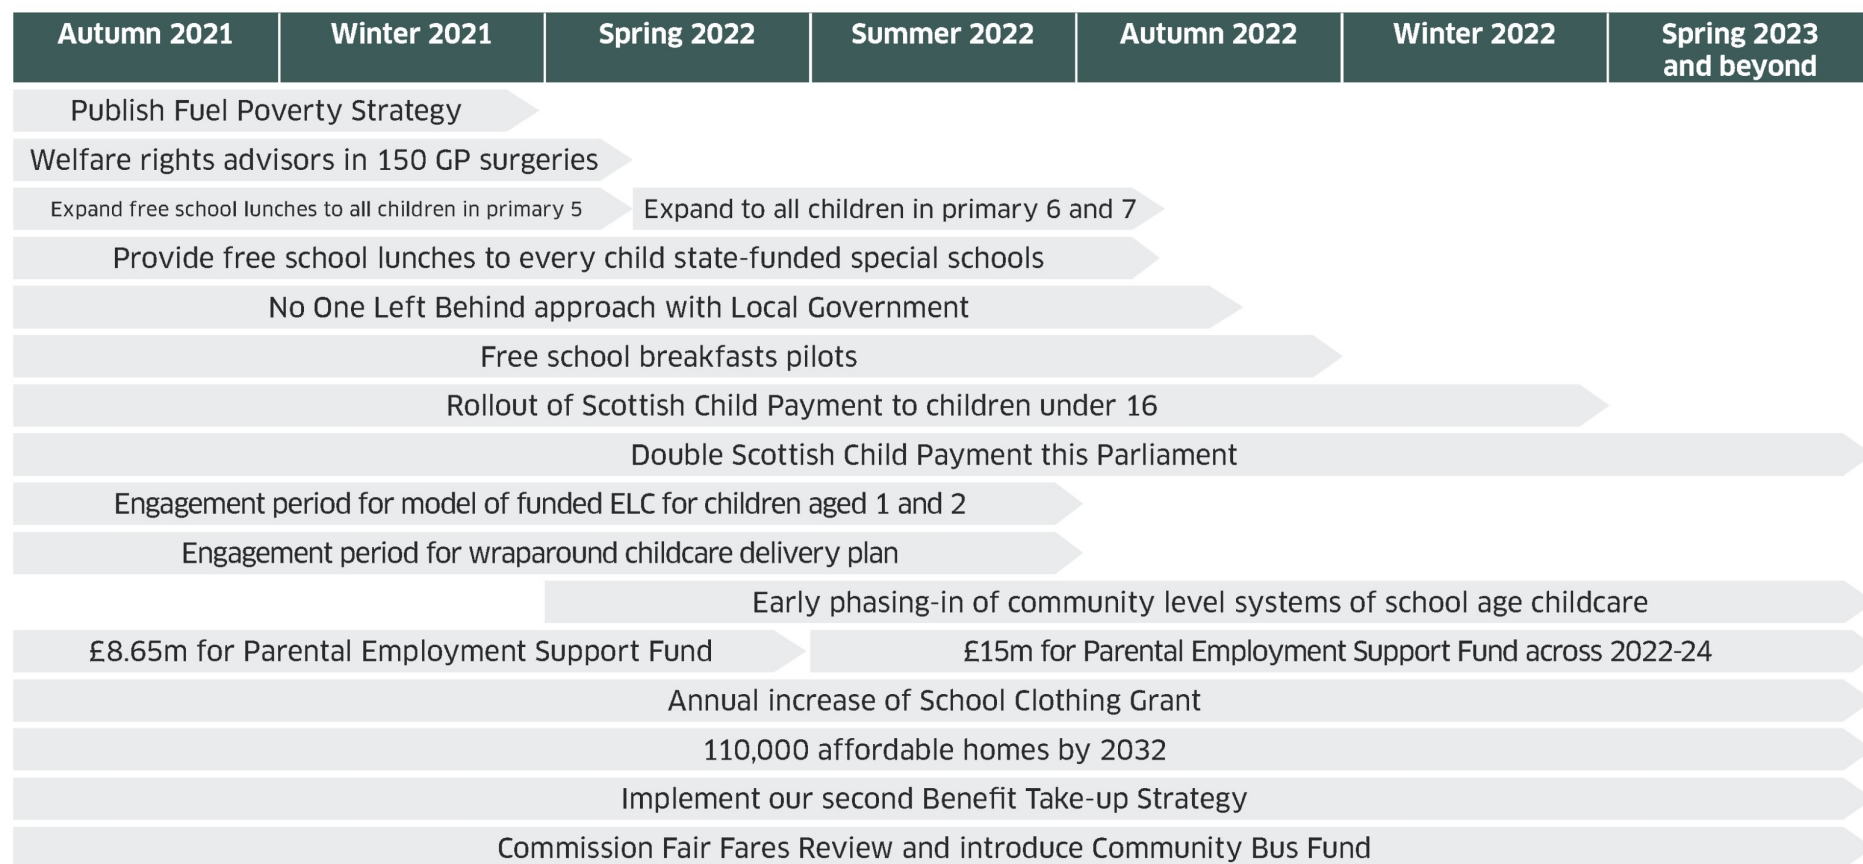 Autumn 2021
Winter 2021
Spring 2022
Summer 2022
Autumn 2022
Winter 2022
Spring 2023
and beyond
Publish Fuel Poverty Strategy
Welfare rights advisors in 150 GP surgeries
Expand free school lunches to all children in primary 5
Expand to all children in primary 6 and 7
Provide free school lunches to every child state-funded special schools
No One Left Behind approach with Local Government
Free school breakfasts pilots
Rollout of Scottish Child Payment to children under 16
Double Scottish Child Payment this Parliament
Engagement period for model of funded ELC for children aged 1 and 2
Engagement period for wraparound childcare delivery plan
Early phasing-in of community level systems of school age childcare
£8.65m for Parental Employment Support Fund
£15m for Parental Employment Support Fund across 2022-24
Annual increase of School Clothing Grant
110,000 affordable homes by 2032
Implement our second Benefit Take-up Strategy
Commission Fair Fares Review and introduce Community Bus Fund